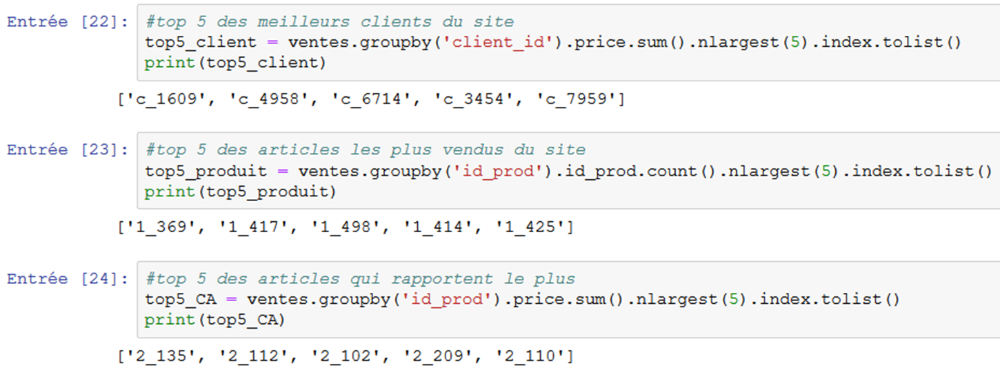 Entrée [22]: #top 5 des meilleurs clients du site
top5_client = ventes.groupby('client_id').price.sum().nlargest(5).index.tolist()
print(top5_client)
['c_1609', 'c_4958', 'c_6714', 'c_3454', 'c_7959']
Entrée [23]: #top 5 des articles les plus vendus du site
top5_produit = ventes.groupby('id_prod').id_prod.count().nlargest(5).index.tolist()
print(top5_produit)
['1_369', '1_417', '1_498', '1_414', '1_425']
Entrée [24]: #top 5 des articles qui rapportent le plus
top5_CA = ventes.groupby('id_prod').price.sum().nlargest(5).index.tolist()
print(top5_CA)
['2_135', '2_112', '2_102', '2_209', '2_110']